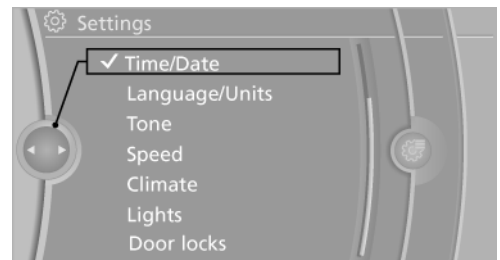 Settings
✓ Time/Date
Language/Units
Tone
Speed
Climate
Lights
Door locks